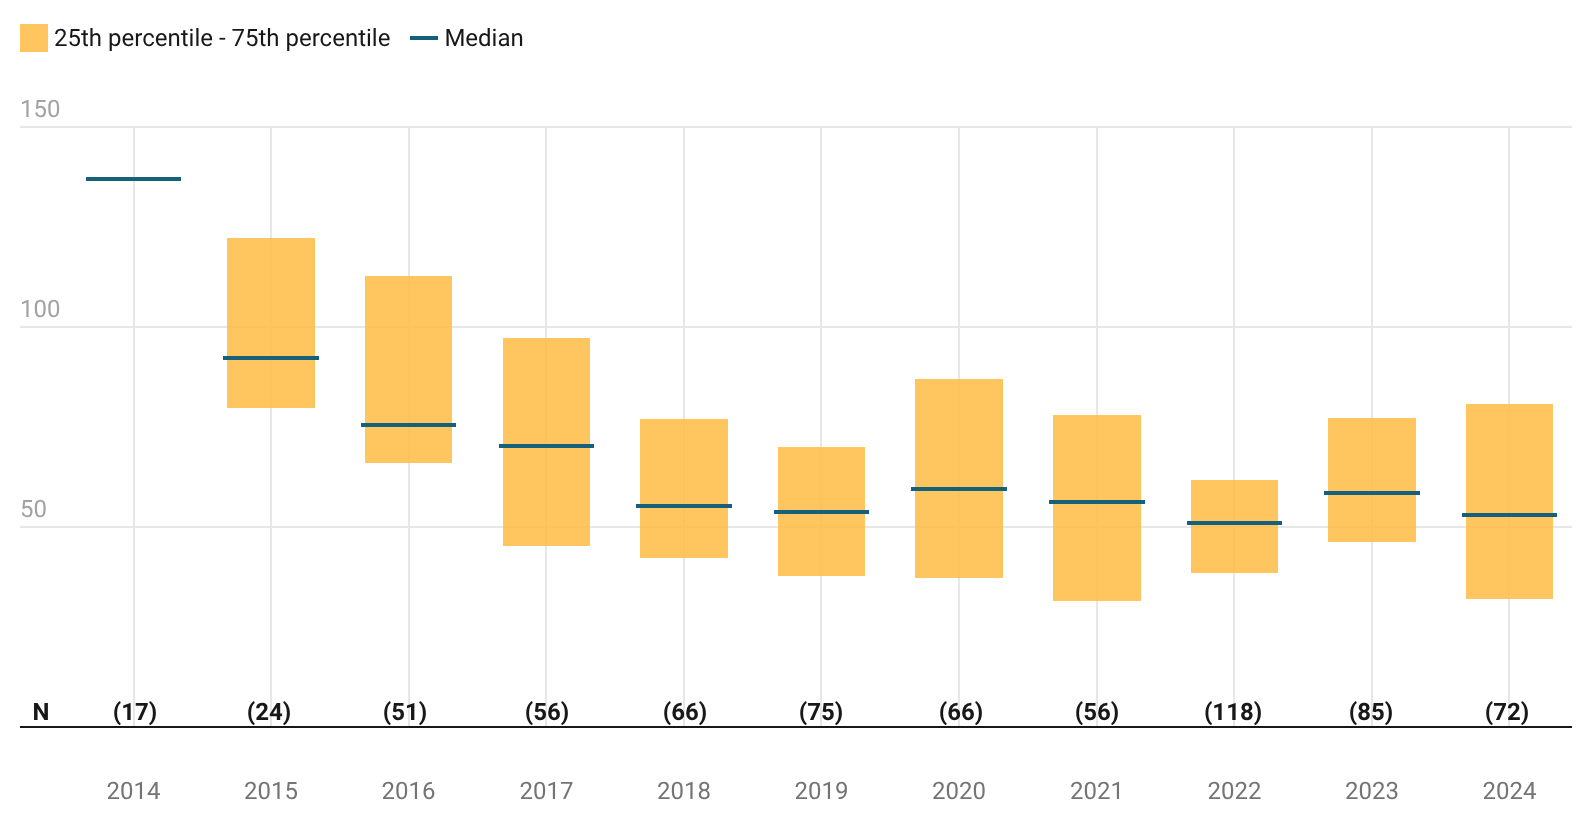 25th percentile - 75th percentile Median
150
100
50
N (17) (24) (51) (56) (66) (75) (66) (56) (118) (85) (72)
2014 2015 2016 2017 2018 2019 2020 2021 2022 2023 2024